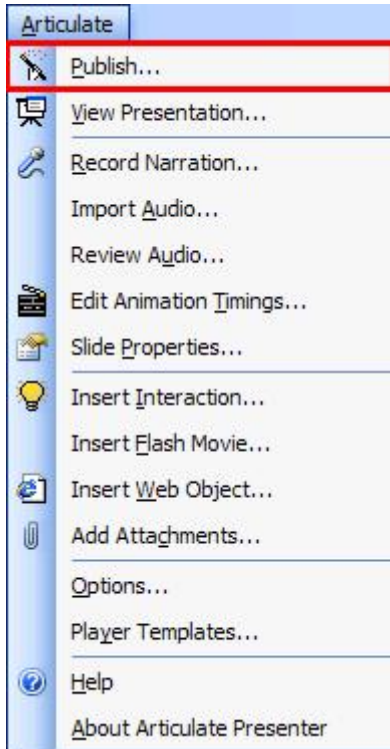 Articulate
Publish...
View Presentation...
Record Narration...
Import Audio...
Review Audio...
Edit Animation Timings...
Slide Properties...
Insert Interaction...
Insert Flash Movie...
Insert Web Object...
Add Attachments...
Options...
Player Templates...
Help
About Articulate Presenter